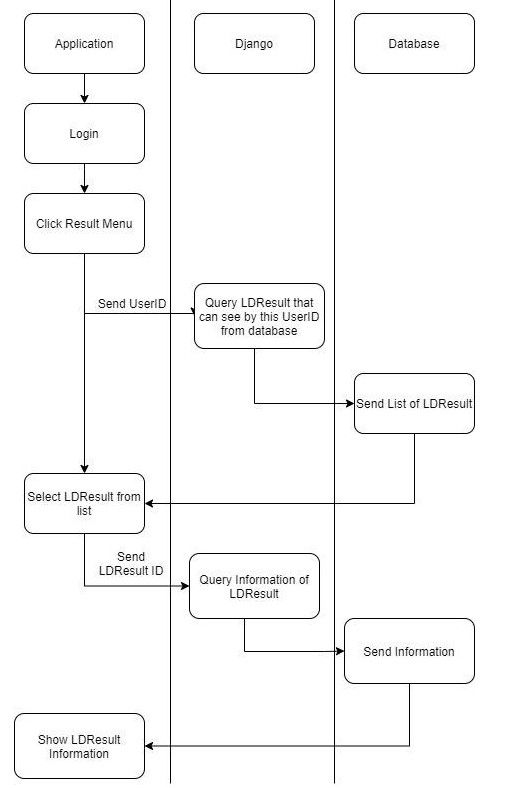 Application
Django
Database
Login
Click Result Menu
Send UserID
Query LDResult that
can see by this UserID
from database
Send List of LDResult
Select LDResult from
list
Send
LDResult ID
Query Information of
LDResult
Send Information
Show LDResult
Information